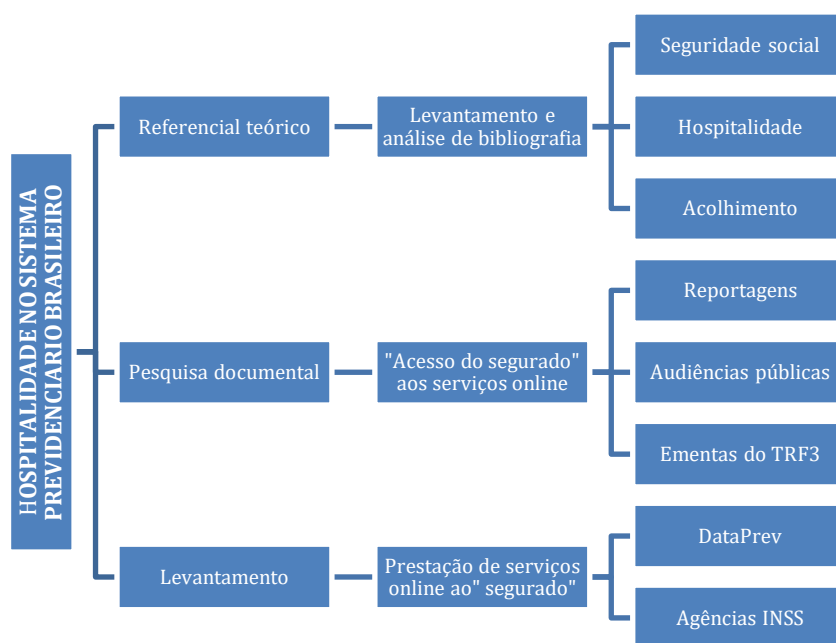 HOSPITALIDADE NO SISTEMA
PREVIDENCIARIO BRASILEIRO
Referencial teórico
Levantamento e
análise de bibliografia
Seguridade social
Hospitalidade
Acolhimento
Pesquisa documental
"Acesso do segurado"
aos serviços online
Reportagens
Audiências públicas
Ementas do TRF3
Levantamento
Prestação de serviços
online ao" segurado"
DataPrev
Agências INSS